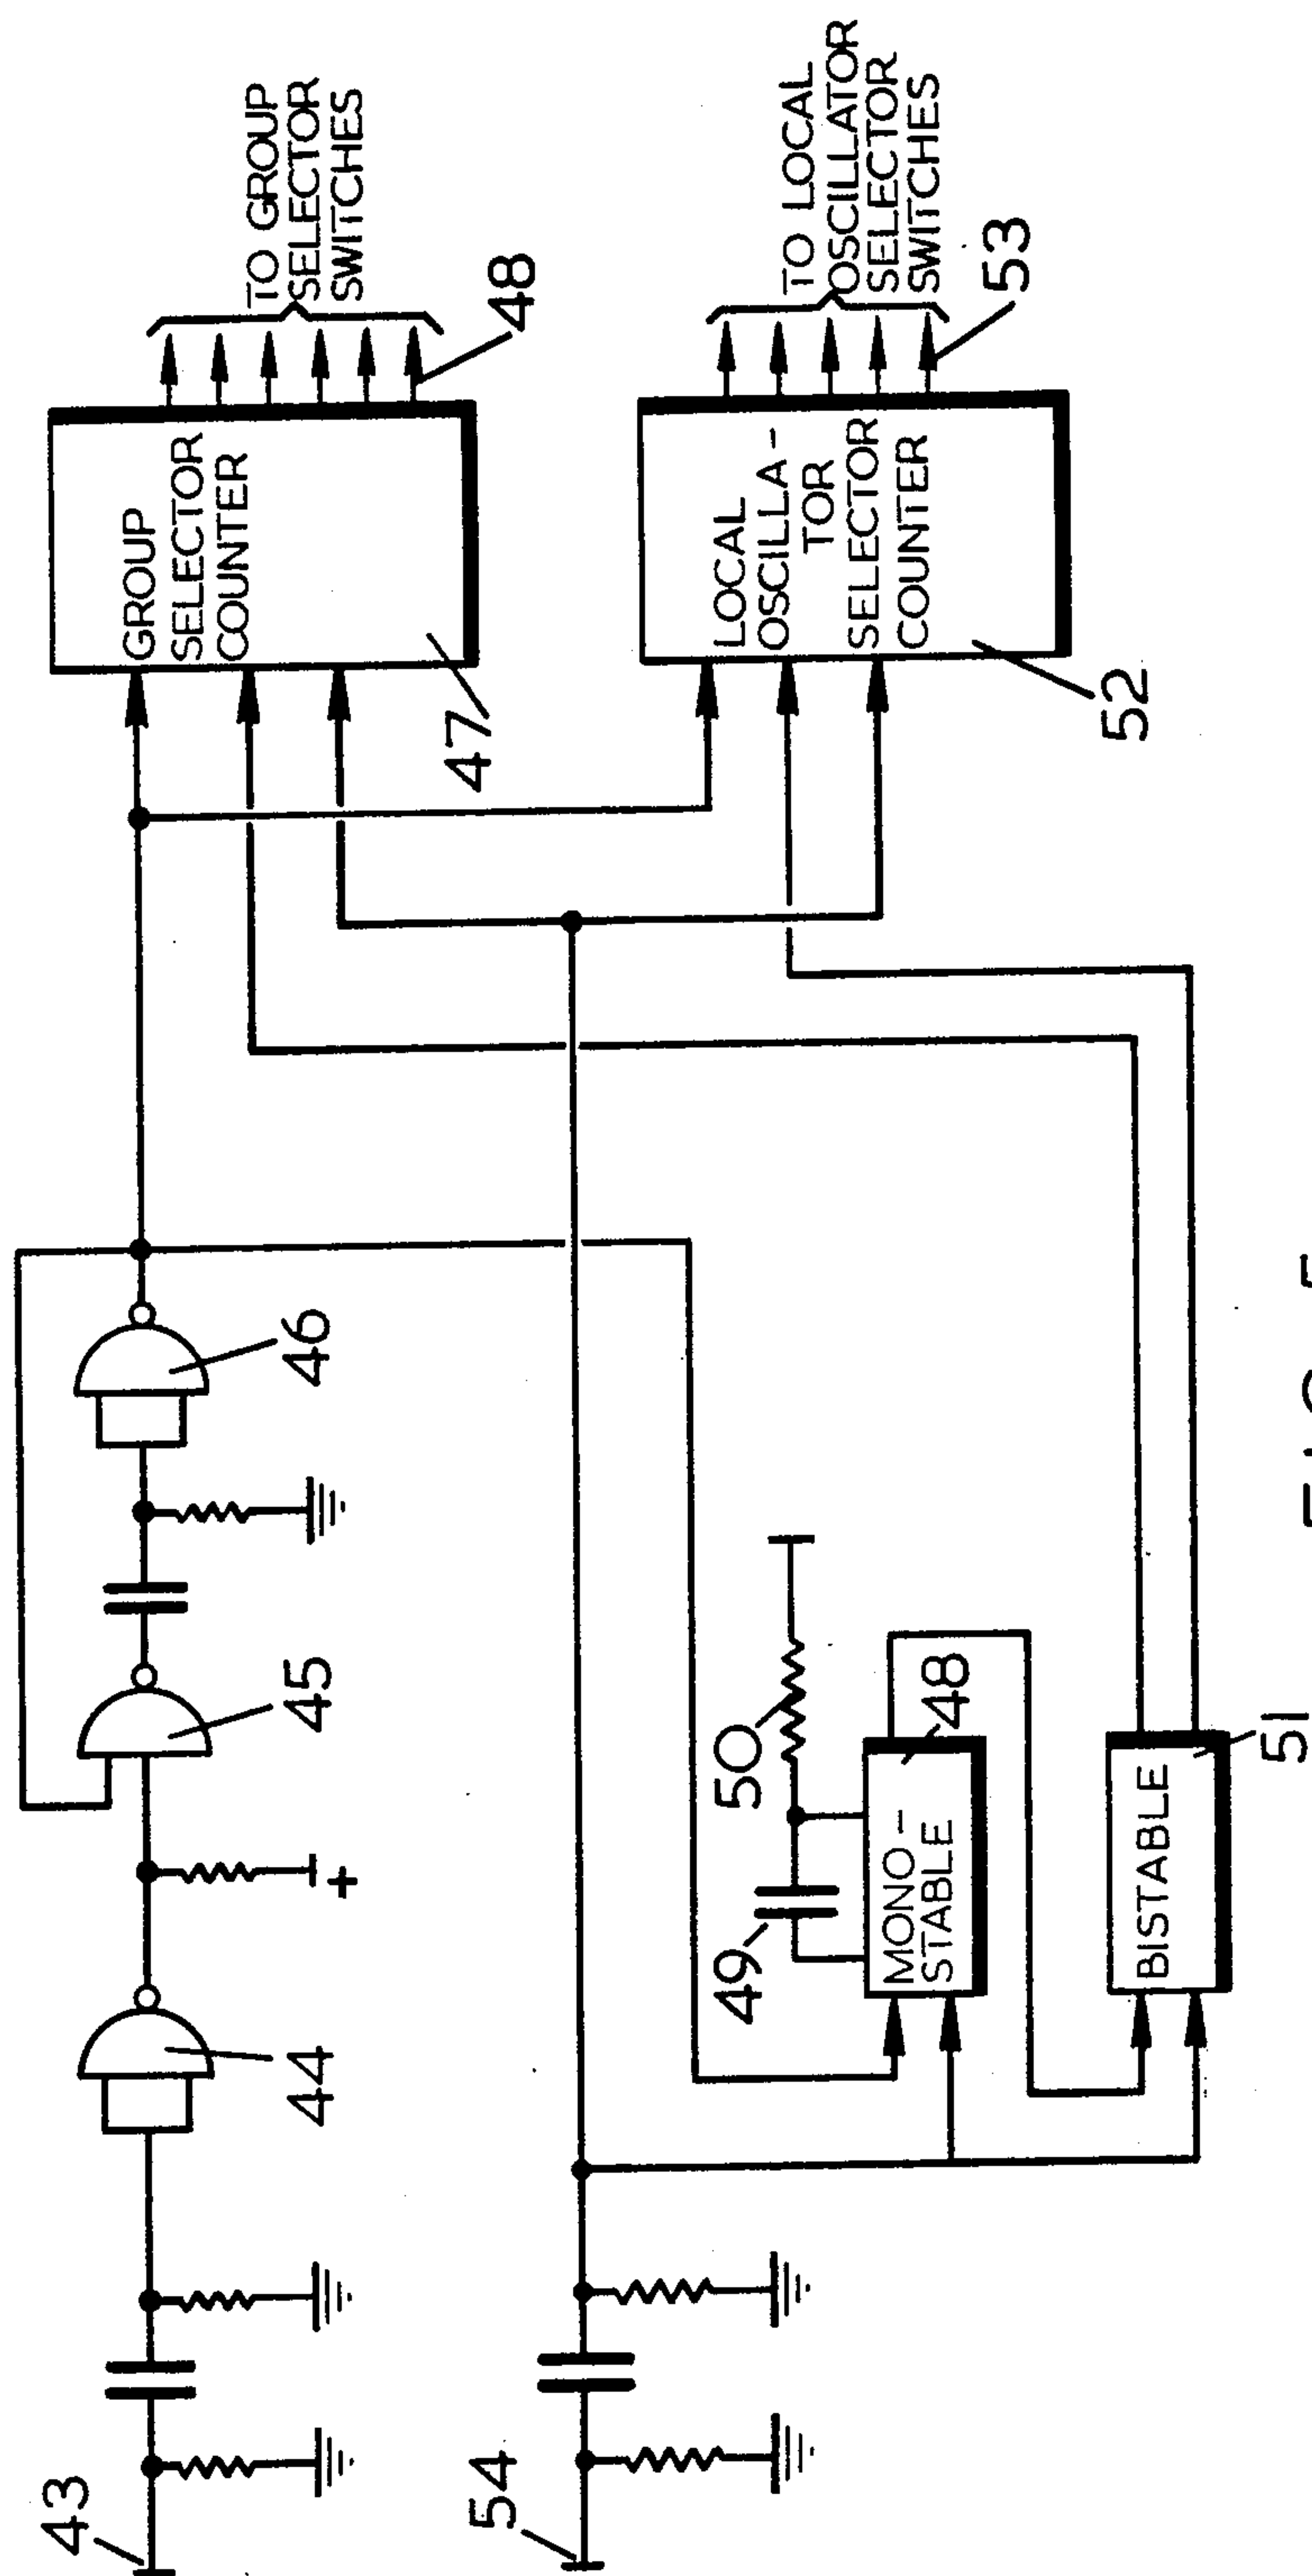 43
44
45
46
GROUP
SELECTOR
COUNTER
47
TO GROUP
SELECTOR
SWITCHES
48
54
49
50
MONO-
STABLE
48
BISTABLE
51
LOCAL
OSCILLA-
TOR
SELECTOR
COUNTER
52
TO LOCAL
OSCILLATOR
SELECTOR
SWITCHES
53
+